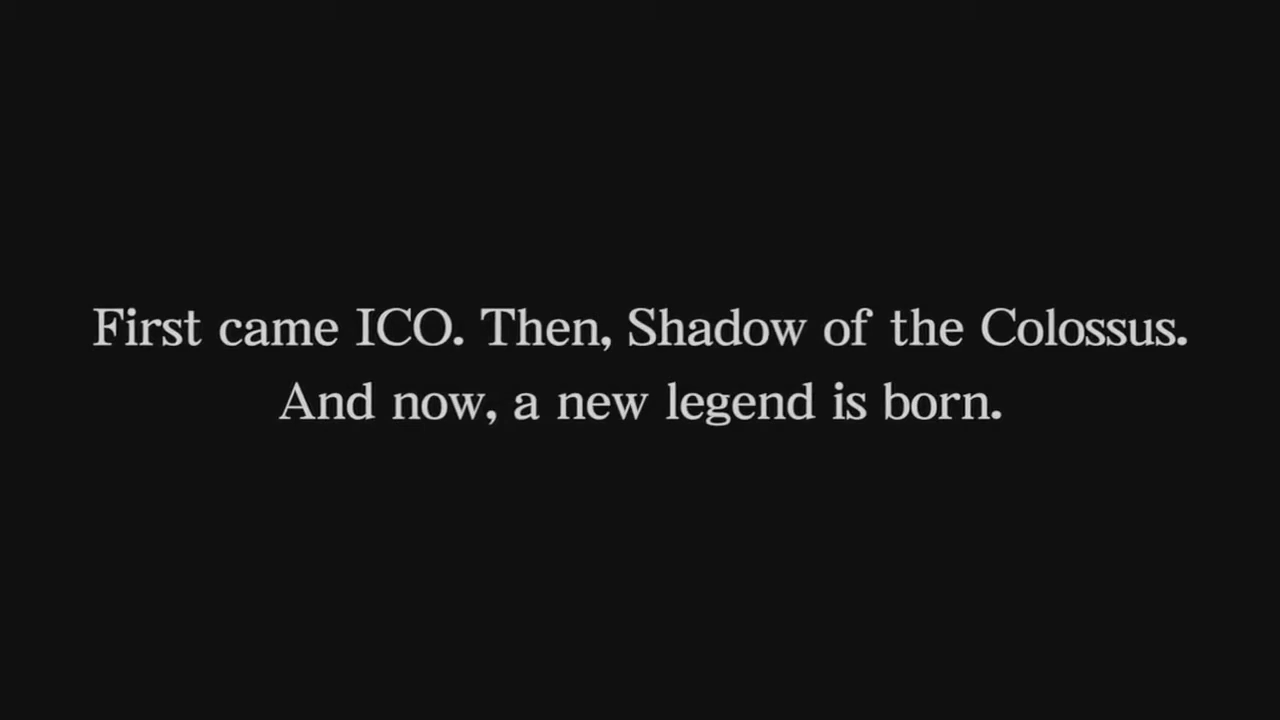 First came ICO. Then, Shadow of the Colossus.
And now, a new legend is born.